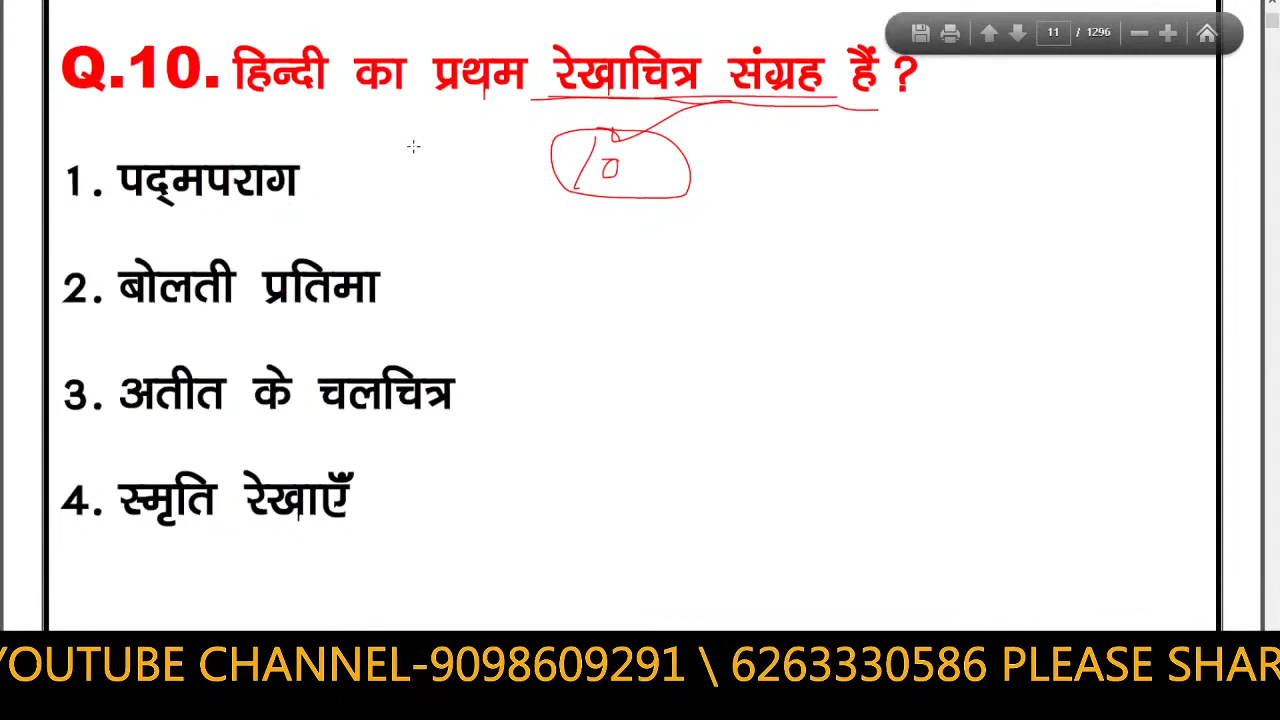 11 / 1296
Q.10. हिन्दी का प्रथम रेखाचित्र संग्रह हैं ?
10
1. पद्मपराग
2. बोलती प्रतिमा
3. अतीत के चलचित्र
4. स्मृति रेखाएँ
YOUTUBE CHANNEL-9098609291 \ 6263330586 PLEASE SHAR